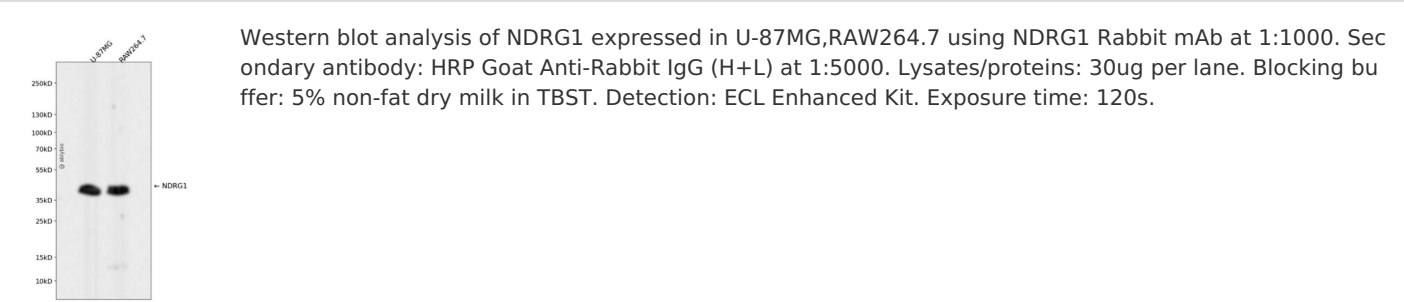 U-87MG
RAW264.7
250kD
130kD
100kD
70kD
55kD
35kD
25kD
15kD
10kD
← NDRG1
Western blot analysis of NDRG1 expressed in U-87MG,RAW264.7 using NDRG1 Rabbit mAb at 1:1000. Sec
ondary antibody: HRP Goat Anti-Rabbit IgG (H+L) at 1:5000. Lysates/proteins: 30ug per lane. Blocking bu
ffer: 5% non-fat dry milk in TBST. Detection: ECL Enhanced Kit. Exposure time: 120s.